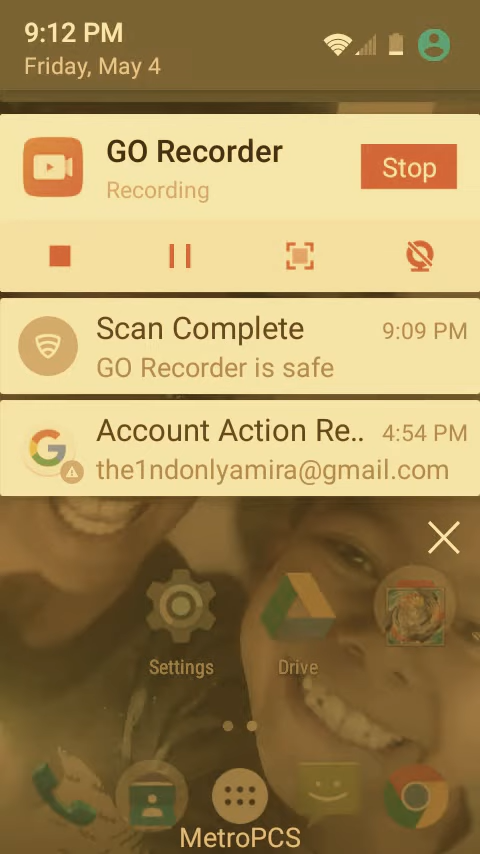 9:12 PM
Friday, May 4
GO Recorder
Stop
Recording
Scan Complete
9:09 PM
GO Recorder is safe
Account Action Re..
4:54 PM
the1ndonlyamira@gmail.com
Settings
Drive
MetroPCS